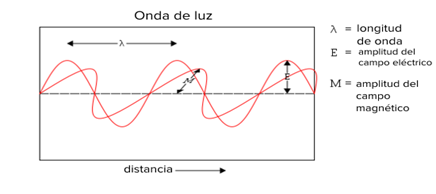 Onda de luz
λ
M
E
distancia
λ = longitud
de onda
E = amplitud del
campo eléctrico
M = amplitud del
campo
magnético